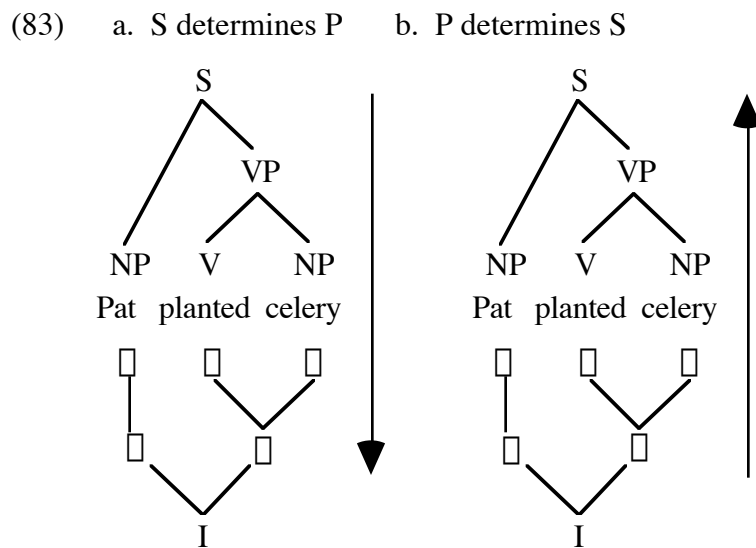 (83) a. S determines P b. P determines S
S S
VP VP
NP V NP NP V NP
Pat planted celery Pat planted celery
▯ ▯ ▯ ▯ ▯ ▯
▯ ▯ ▯ ▯
I I